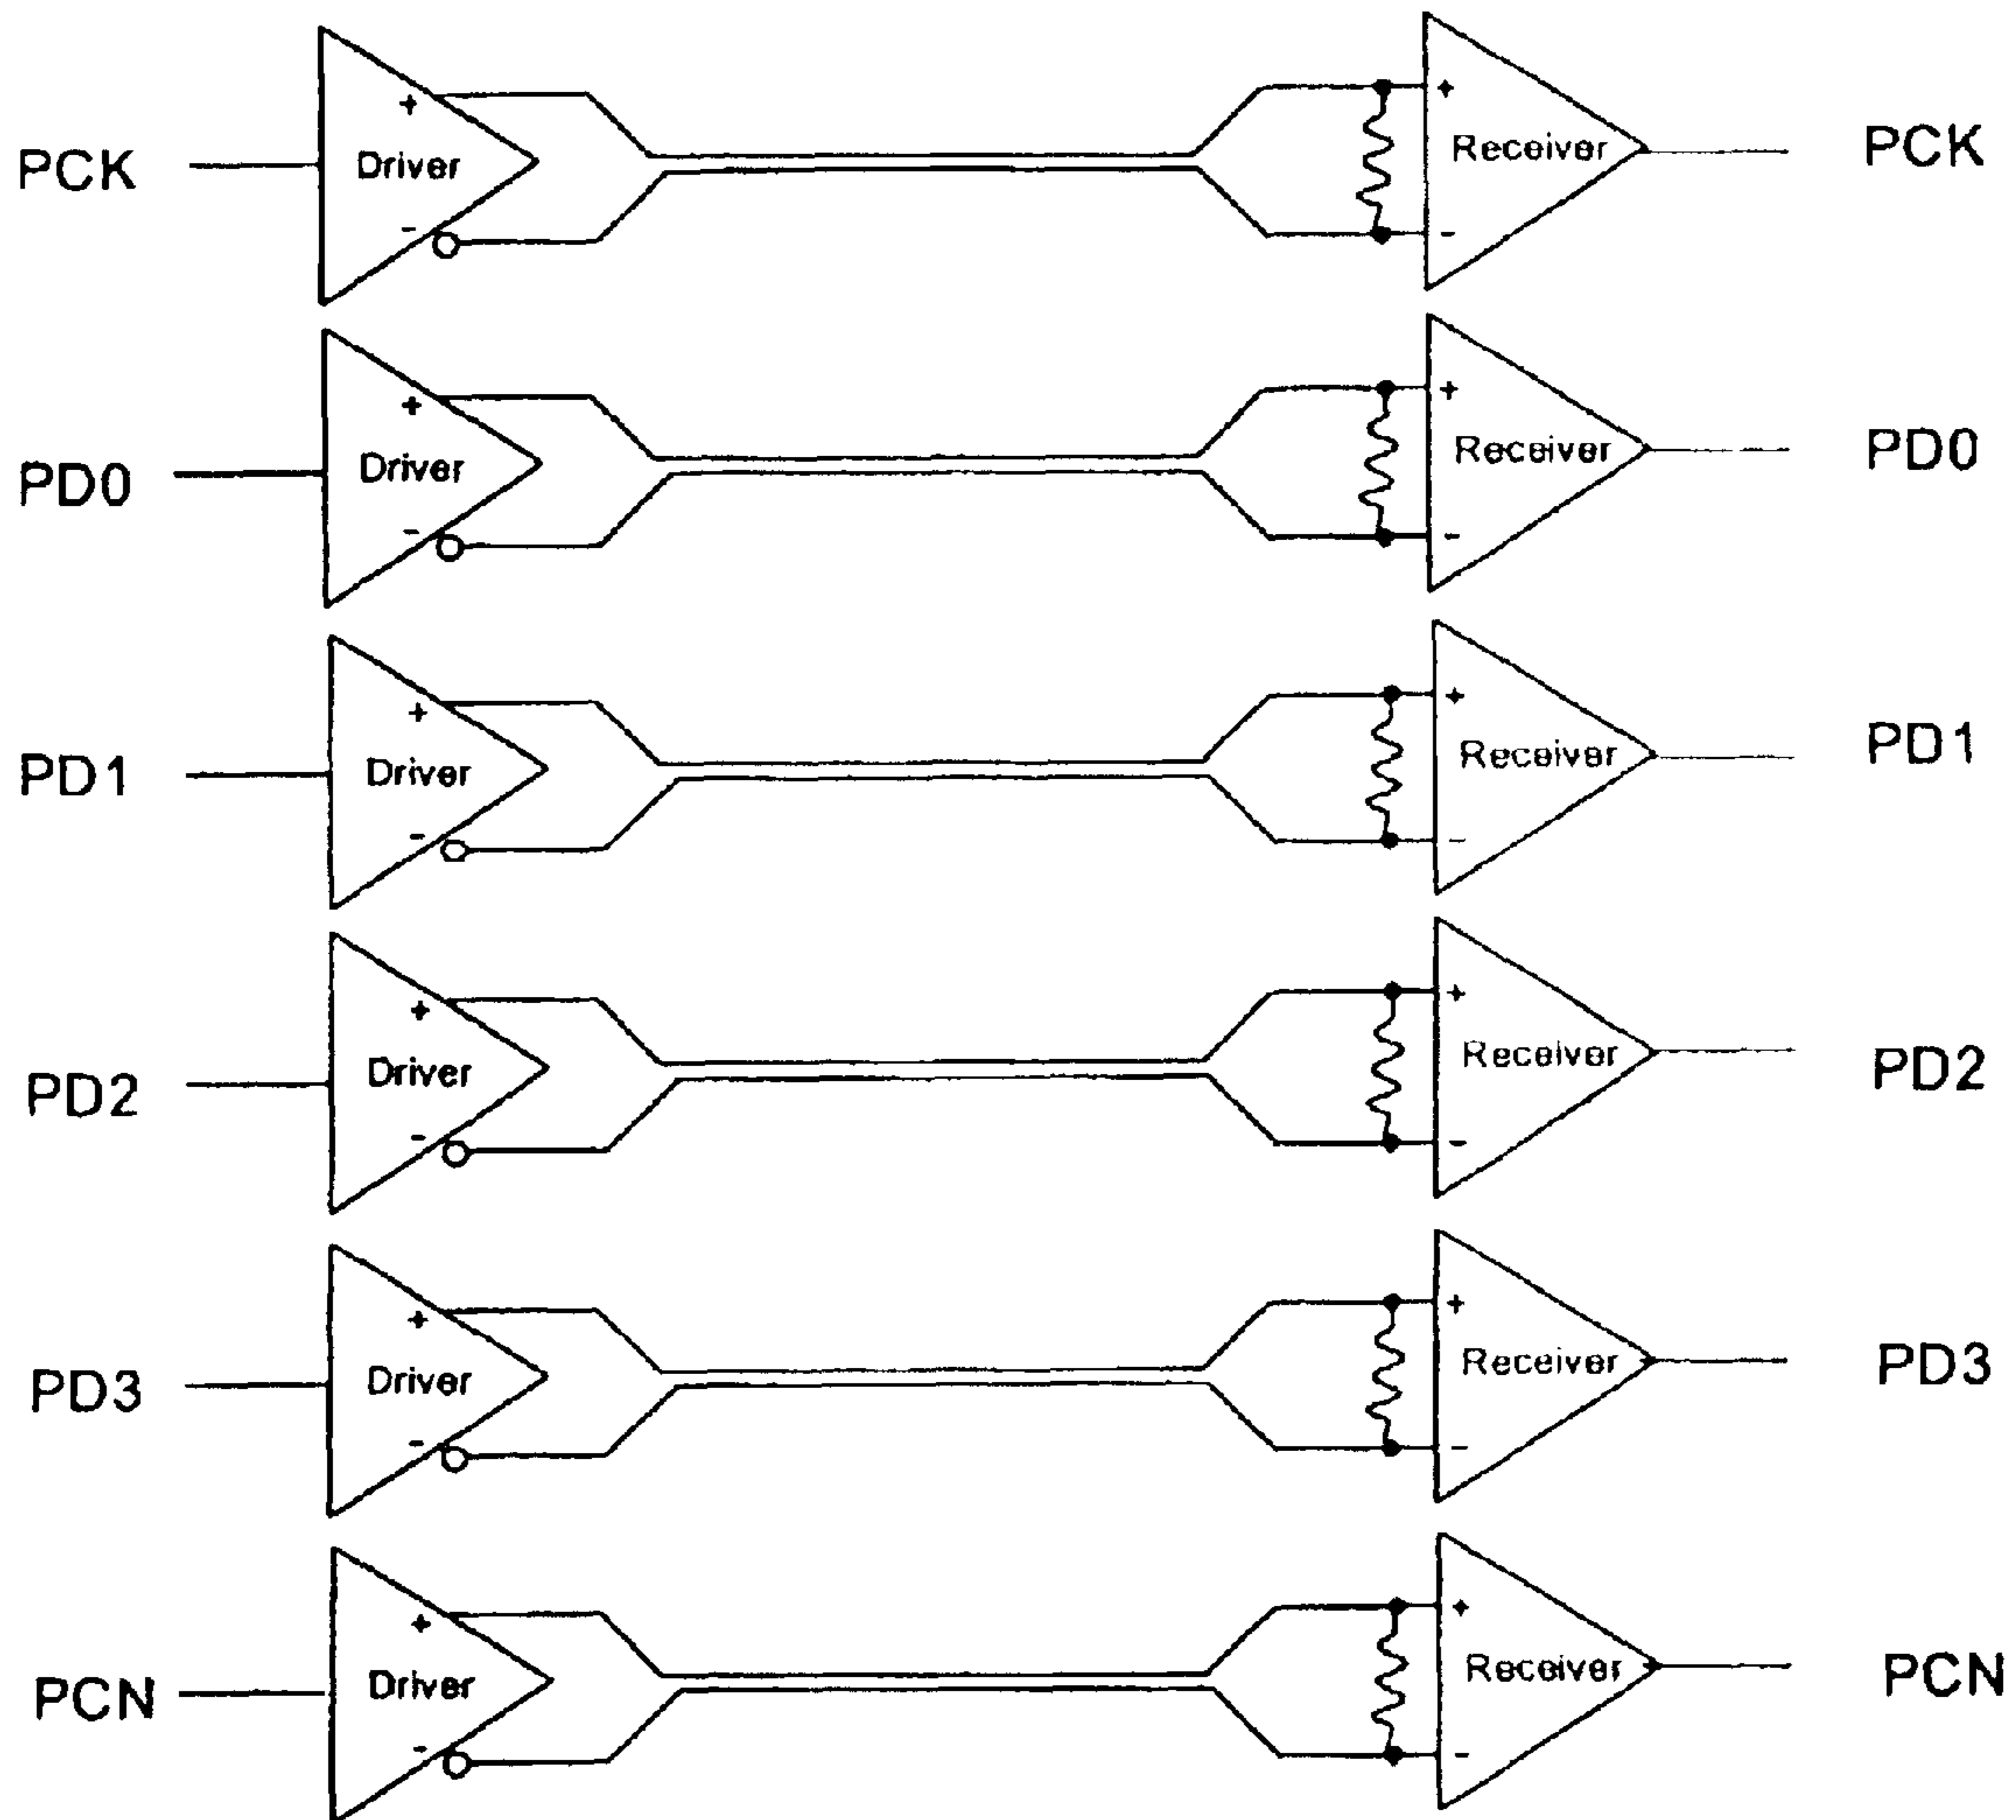 PCK + Driver - + Receiver - PCK
PD0 + Driver - + Receiver - PD0
PD1 + Driver - + Receiver - PD1
PD2 + Driver - + Receiver - PD2
PD3 + Driver - + Receiver - PD3
PCN + Driver - + Receiver - PCN